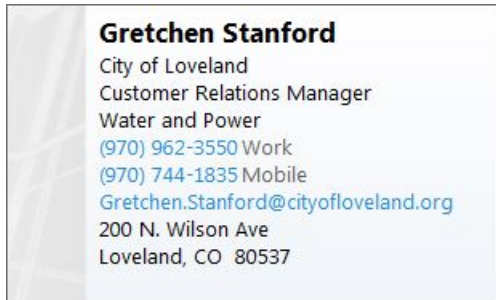 Gretchen Stanford
City of Loveland
Customer Relations Manager
Water and Power
(970) 962-3550 Work
(970) 744-1835 Mobile
Gretchen.Stanford@cityofloveland.org
200 N. Wilson Ave
Loveland, CO  80537